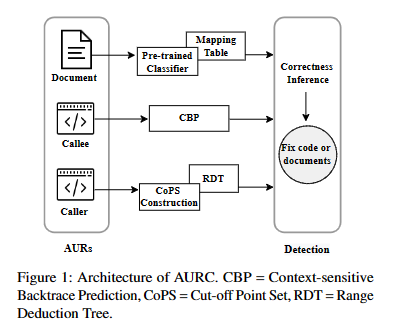 Document
Pre-trained
Classifier
Mapping
Table
Correctness
Inference
</>
Callee
CBP
Fix code or
documents
</>
Caller
CoPS
Construction
RDT
AURs
Detection
Figure 1: Architecture of AURC. CBP = Context-sensitive
Backtrace Prediction, CoPS = Cut-off Point Set, RDT = Range
Deduction Tree.